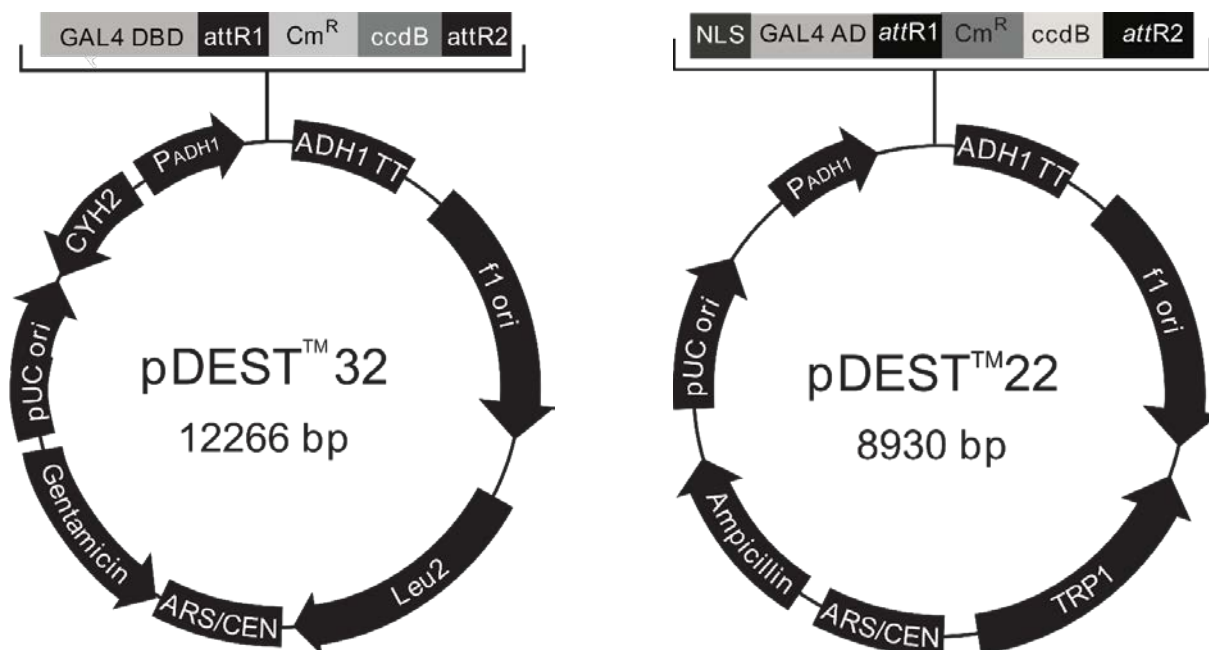 GAL4 DBD attR1 Cm^R ccdB attR2
PADH1
ADH1 TT
CYH2
f1 ori
pUC ori
pDEST™32
12266 bp
Gentamicin
Leu2
ARS/CEN
NLS GAL4 AD attR1 Cm^R ccdB attR2
PADH1
ADH1 TT
f1 ori
pUC ori
pDEST™22
8930 bp
Ampicillin
TRP1
ARS/CEN